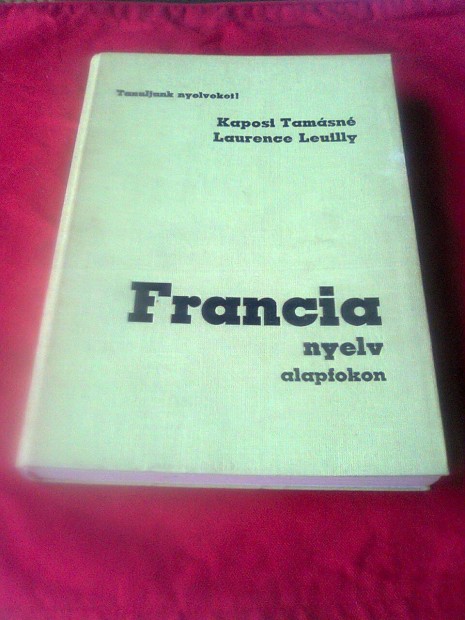 Tanuljunk nyelveket!
Kaposi Tamásné
Laurence Leuilly
Francia
nyelv
alapfokon